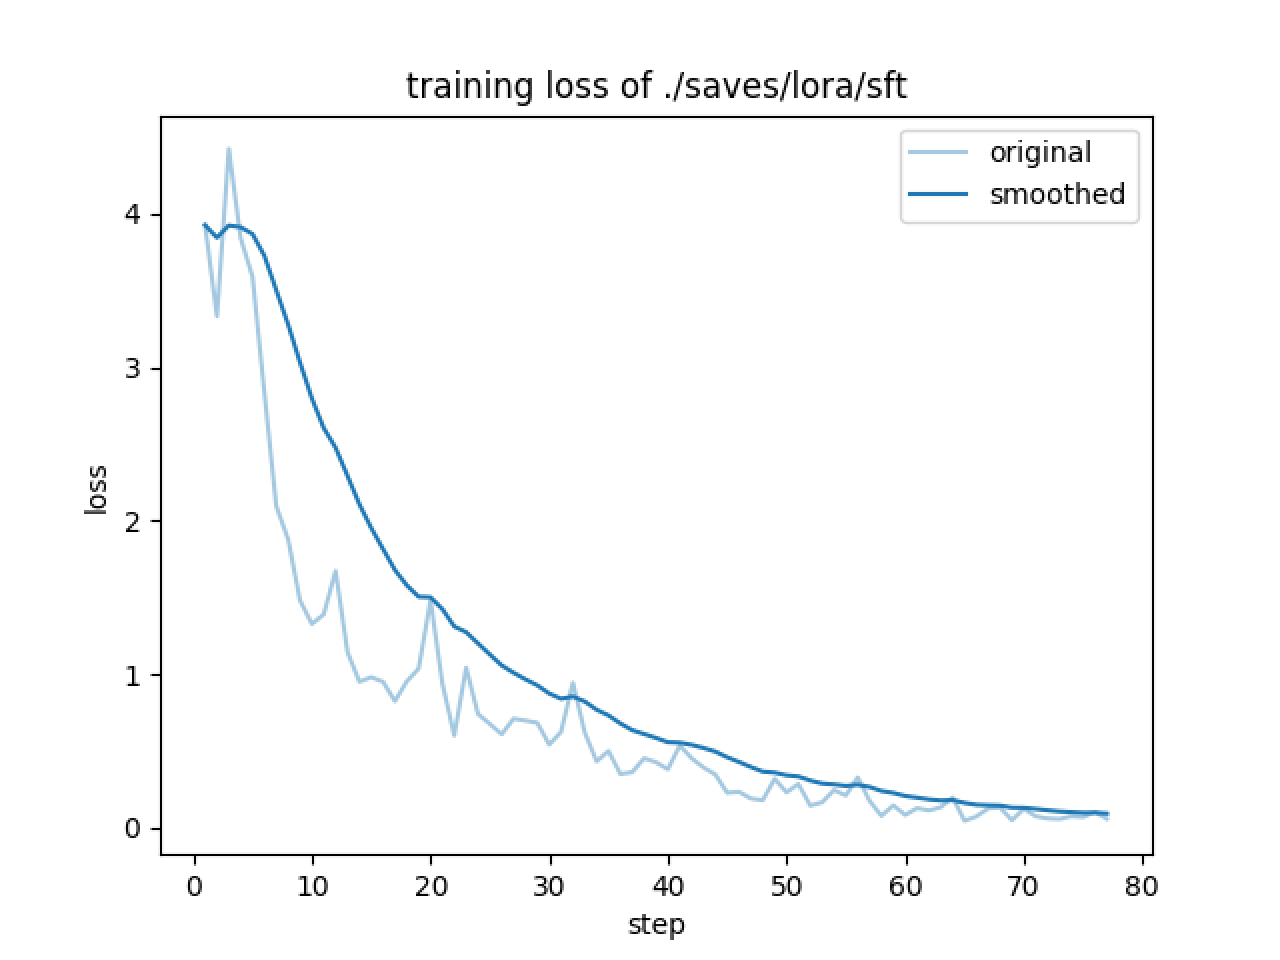 training loss of ./saves/lora/sft
original
smoothed
4
3
2
1
0
loss
0 10 20 30 40 50 60 70 80
step